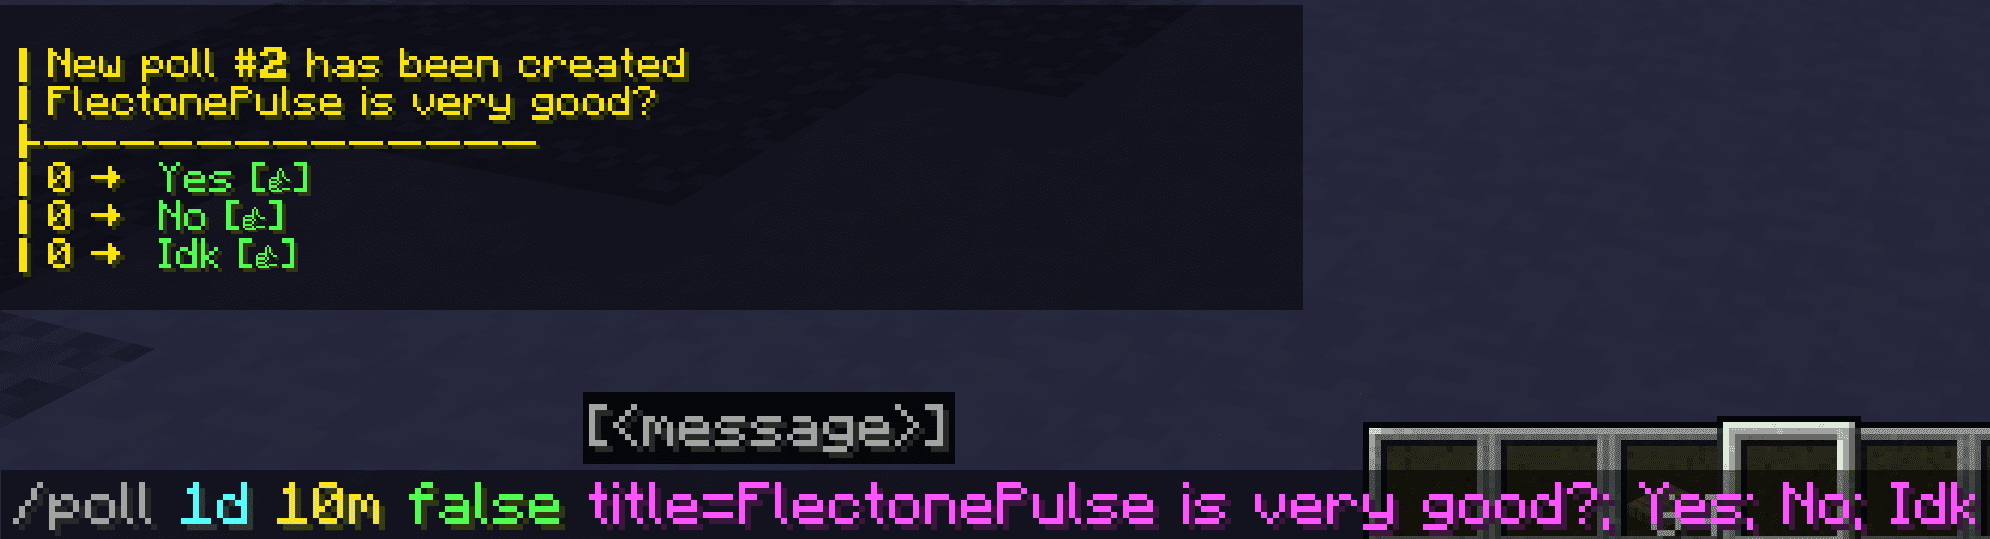 New poll #2 has been created
FlectonePulse is very good?
0 → Yes [👍]
0 → No [👍]
0 → Idk [👍]
[<message>]
/poll 1d 10m false title=FlectonePulse is very good?; Yes; No; Idk